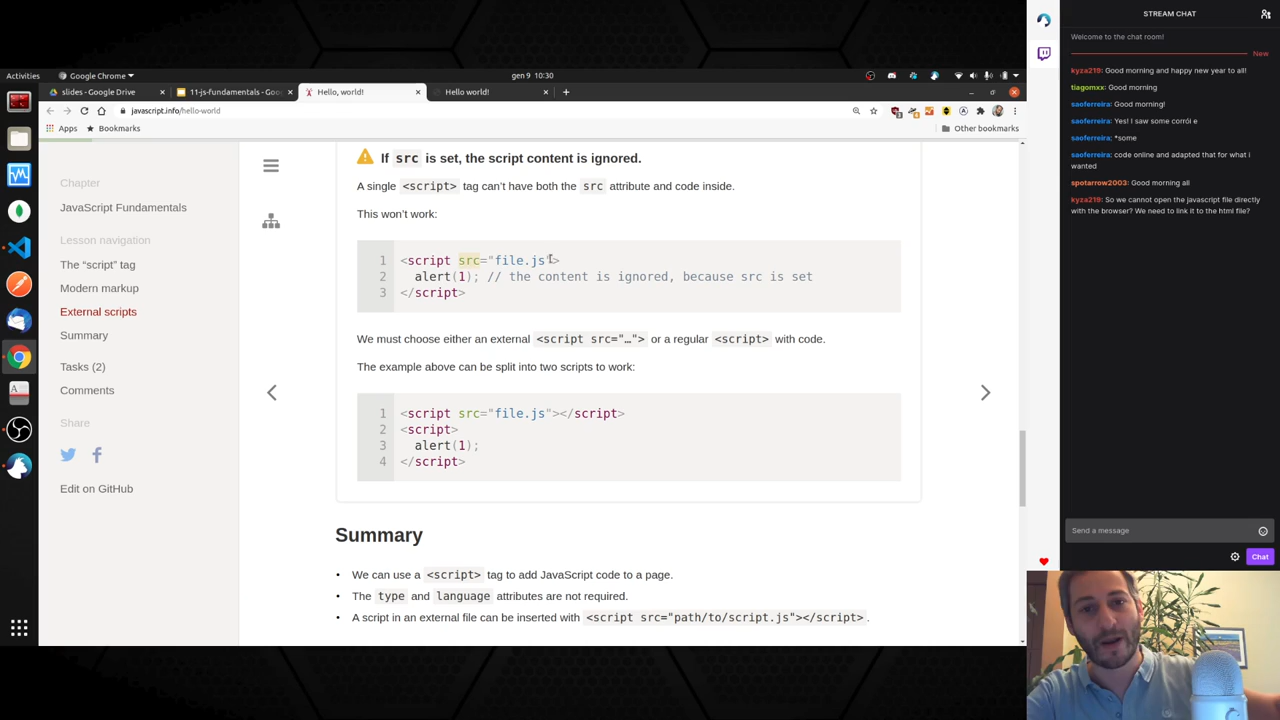 STREAM CHAT
Welcome to the chat room!
New
kyza219: Good morning and happy new year to all!
tiagomxx: Good morning
saoferreira: Good morning!
saoferreira: Yes! I saw some corrói e
saoferreira: *some
saoferreira: code online and adapted that for what i
wanted
spotarrow2003: Good morning all
kyza219: So we cannot open the javascript file directly
with the browser? We need to link it to the html file?
Send a message
Chat
Activities
Google Chrome
gen 9 10:30
slides - Google Drive
11-js-fundamentals - Goo
Hello, world!
Hello world!
javascript.info/hello-world
Apps
Bookmarks
Other bookmarks
Chapter
JavaScript Fundamentals
Lesson navigation
The “script” tag
Modern markup
External scripts
Summary
Tasks (2)
Comments
Share
Edit on GitHub
If src is set, the script content is ignored.
A single <script> tag can’t have both the src attribute and code inside.
This won’t work:
1 <script src="file.js">
2 alert(1); // the content is ignored, because src is set
3 </script>
We must choose either an external <script src="…"> or a regular <script> with code.
The example above can be split into two scripts to work:
1 <script src="file.js"></script>
2 <script>
3 alert(1);
4 </script>
Summary
• We can use a <script> tag to add JavaScript code to a page.
• The type and language attributes are not required.
• A script in an external file can be inserted with <script src="path/to/script.js"></script>.